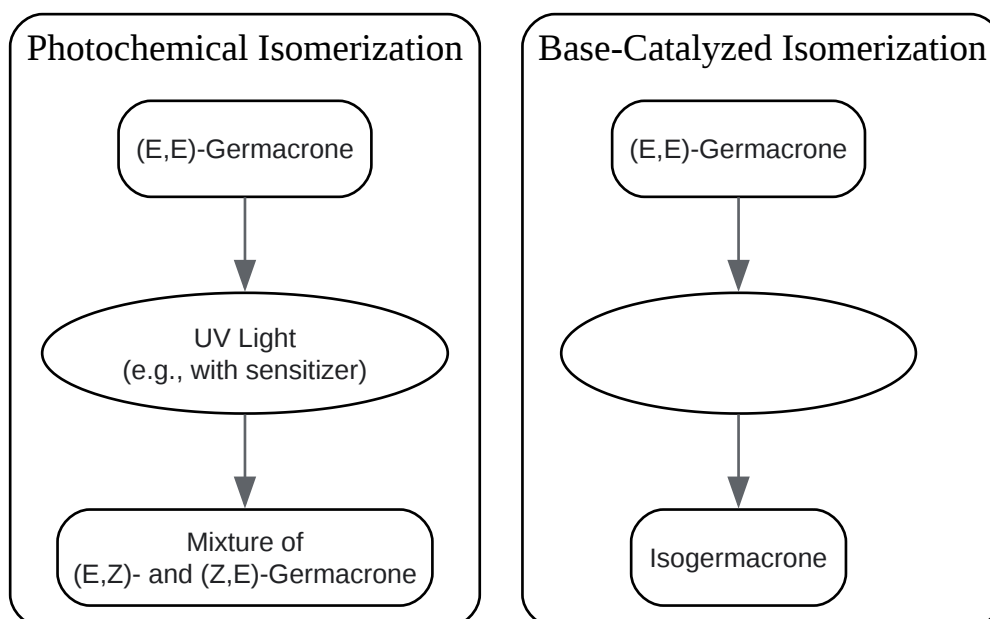 Photochemical Isomerization
(E,E)-Germacrone
UV Light
(e.g., with sensitizer)
Mixture of
(E,Z)- and (Z,E)-Germacrone
Base-Catalyzed Isomerization
(E,E)-Germacrone
Isogermacrone